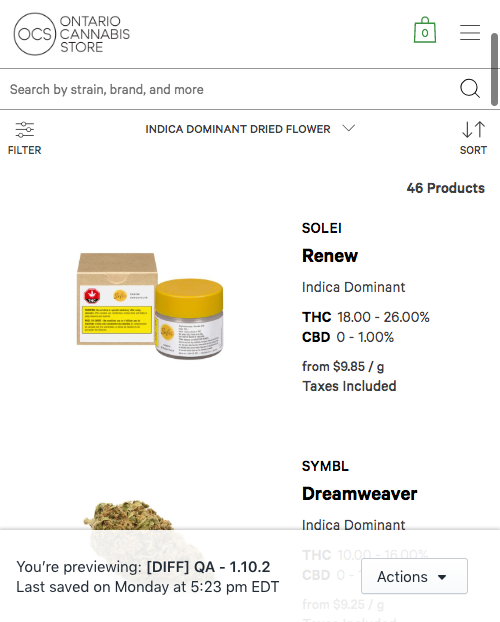 OCS
ONTARIO
CANNABIS
STORE
0
Search by strain, brand, and more
FILTER
INDICA DOMINANT DRIED FLOWER
SORT
46 Products
SOLEI
Renew
Indica Dominant
THC 18.00 - 26.00%
CBD 0 - 1.00%
from $9.85 / g
Taxes Included
THC
SYMBL
Dreamweaver
Indica Dominant
THC 10.00 - 16.00%
CBD 0 -
from $9.25 / g
Taxes Included
You're previewing: [DIFF] QA - 1.10.2
Last saved on Monday at 5:23 pm EDT
Actions